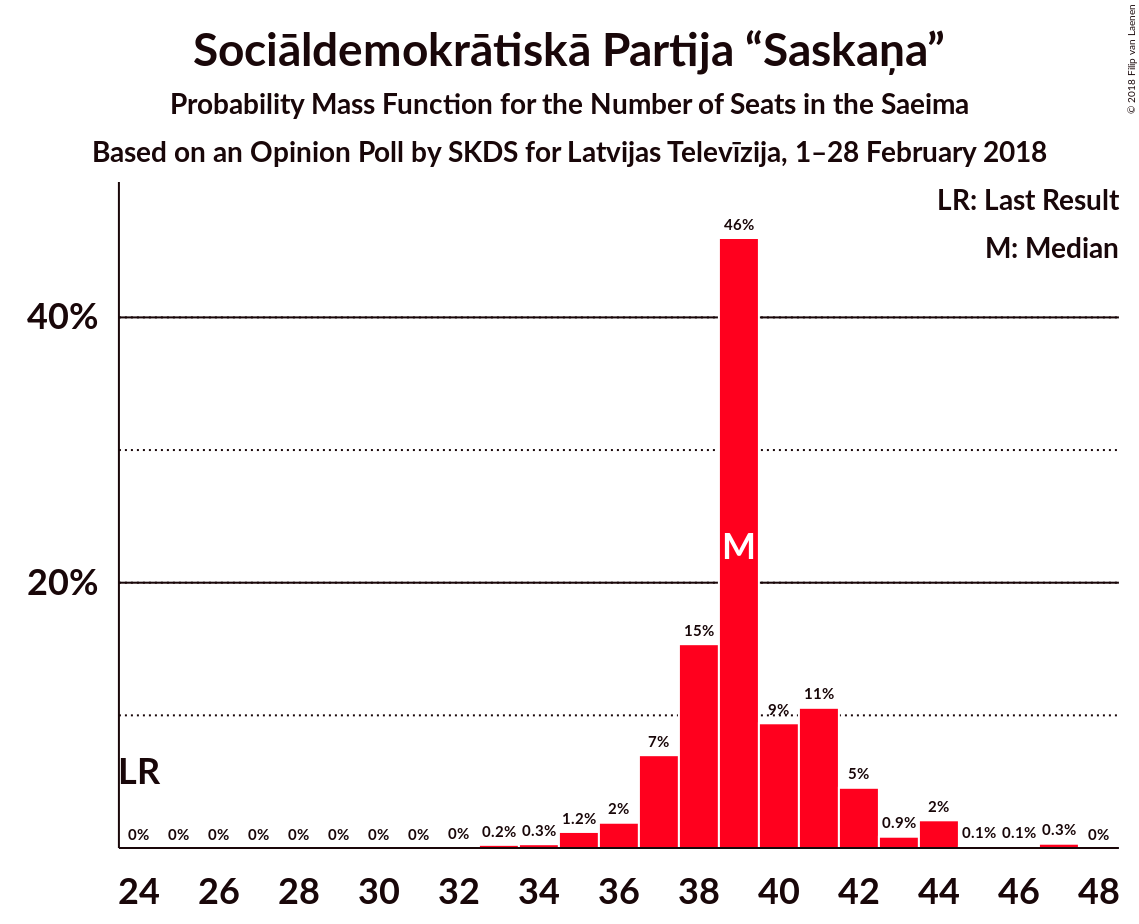 Sociāldemokrātiskā Partija “Saskaņa”
Probability Mass Function for the Number of Seats in the Saeima
Based on an Opinion Poll by SKDS for Latvijas Televīzija, 1–28 February 2018
© 2018 Filip van Laenen
LR: Last Result
M: Median
46%
40%
M
20%
15%
11%
9%
7%
5%
LR
0% 0% 0% 0% 0% 0% 0% 0% 0% 0.2% 0.3% 1.2% 2% 0.9% 2% 0.1% 0.1% 0.3% 0%
24 26 28 30 32 34 36 38 40 42 44 46 48